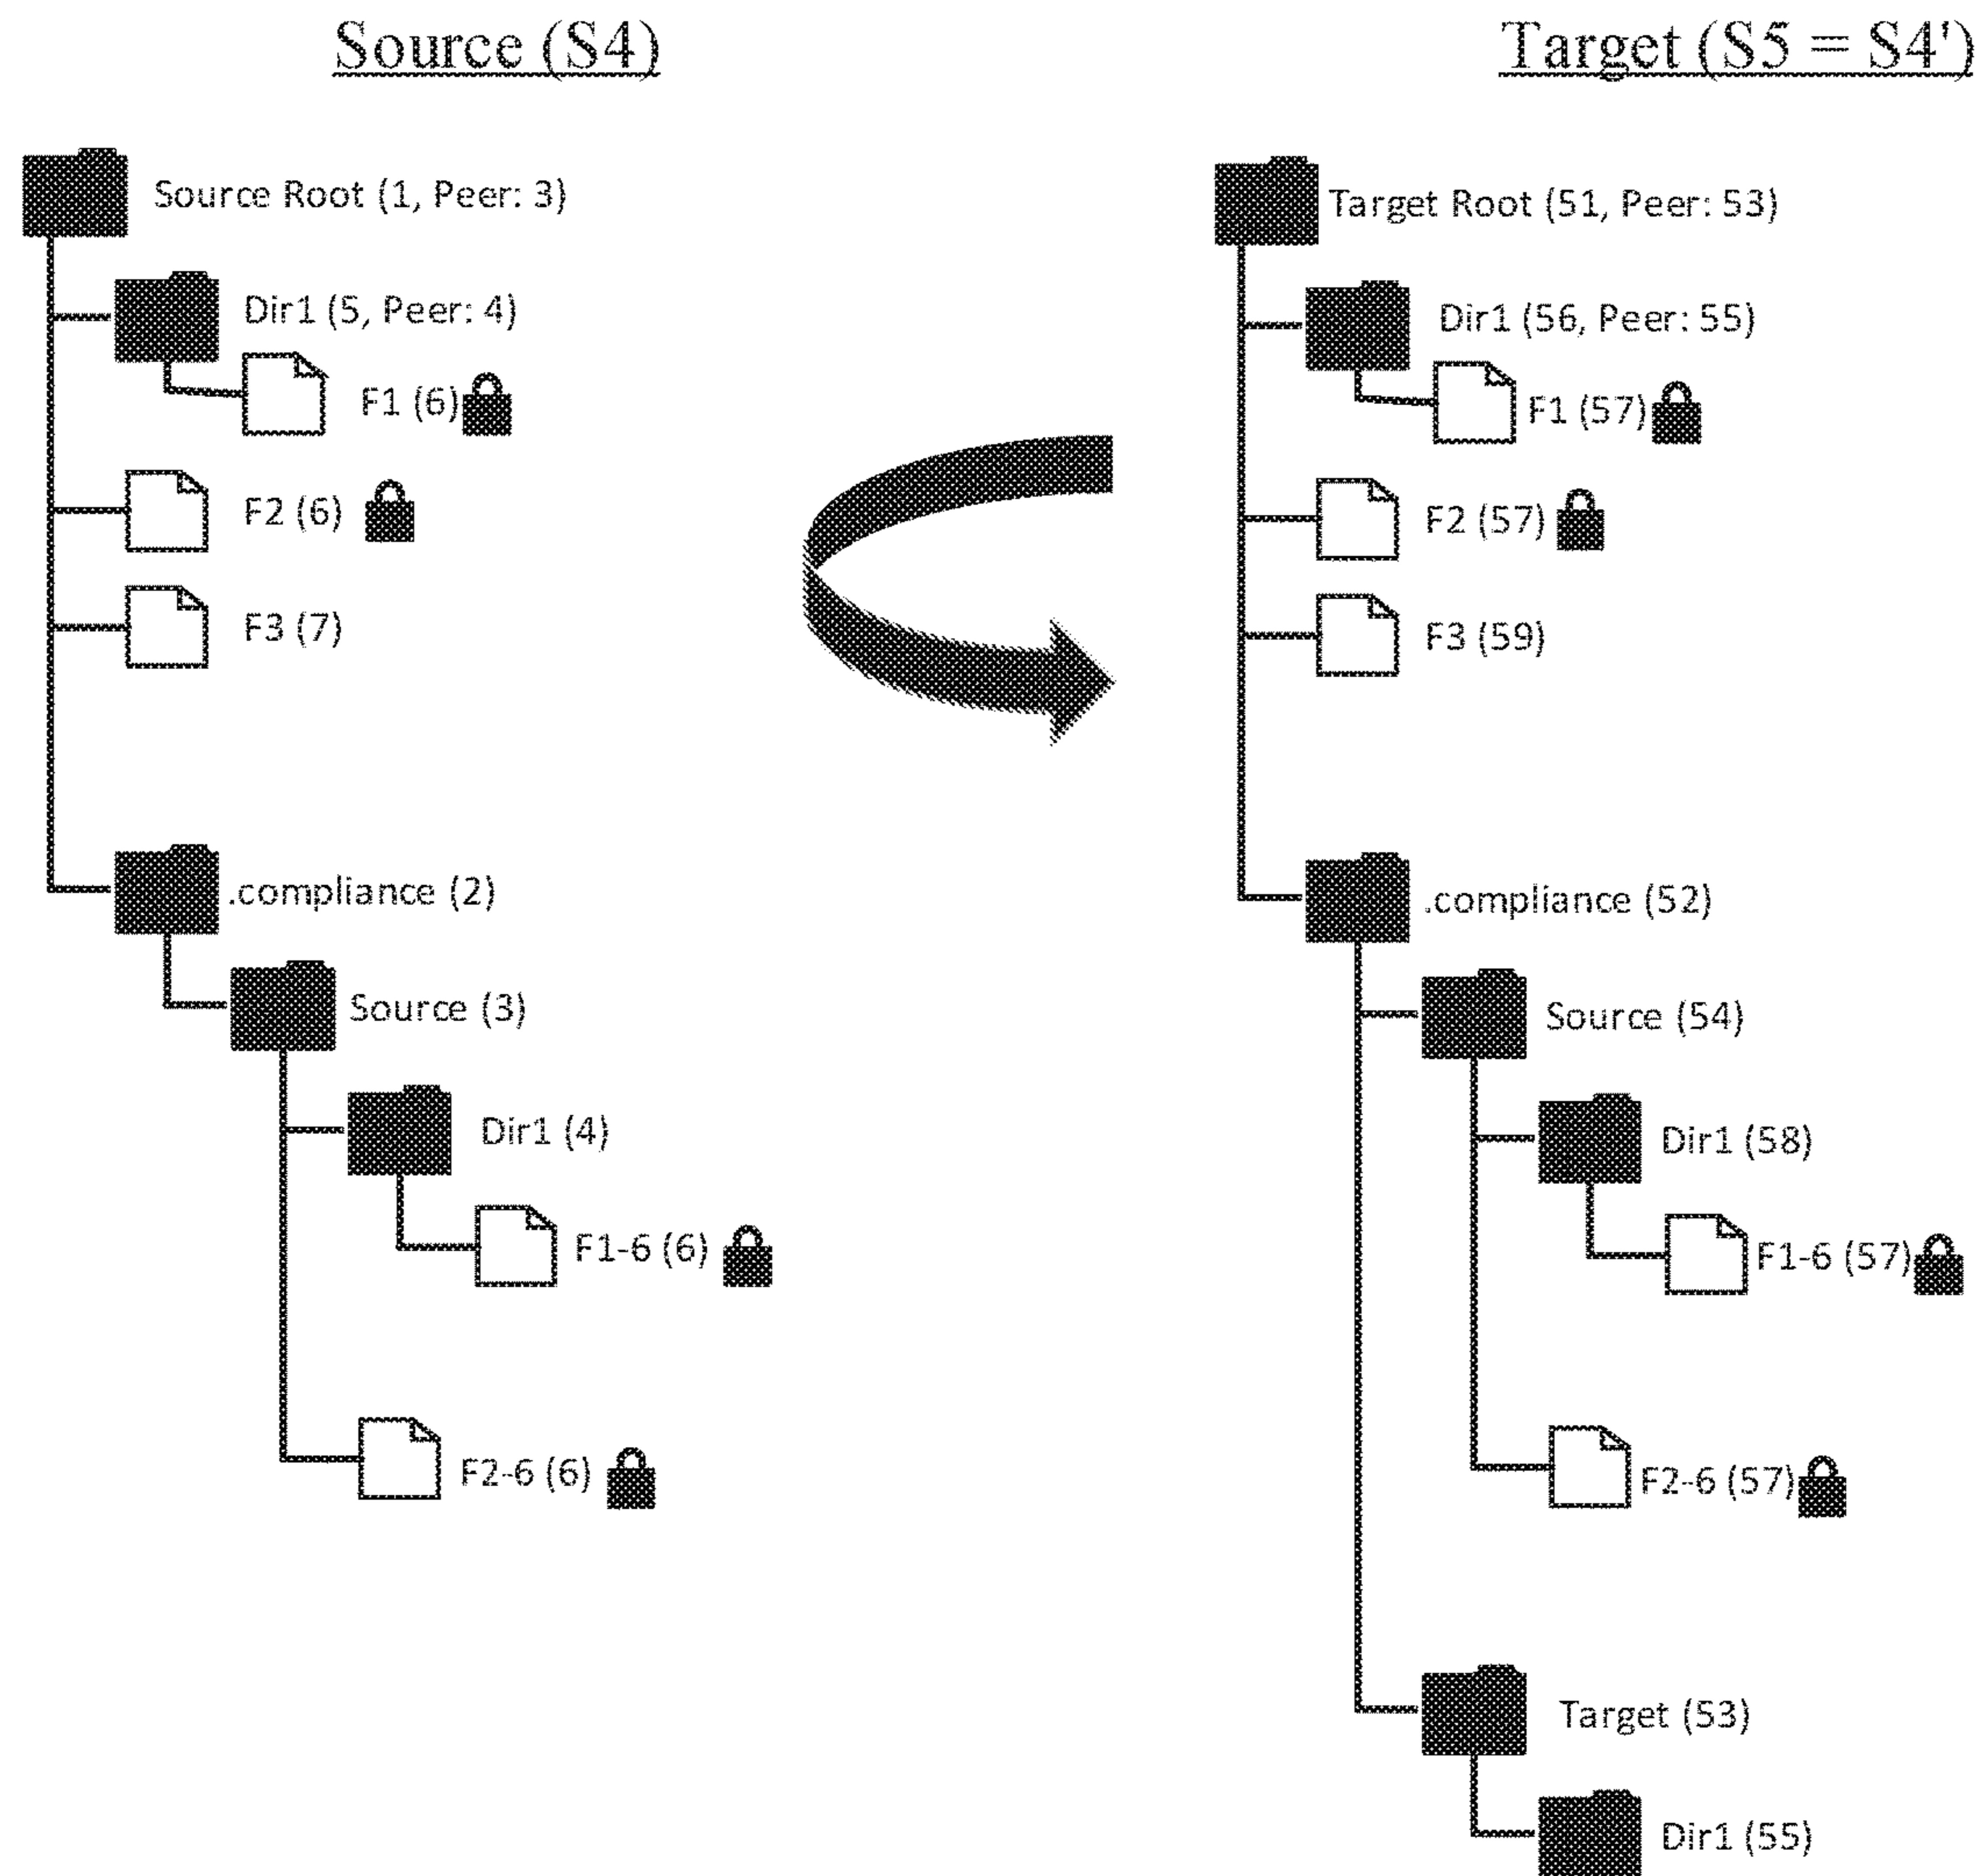 Source (S4)
Source Root (1, Peer: 3)
Dir1 (5, Peer: 4)
F1 (6)
F2 (6)
F3 (7)
.compliance (2)
Source (3)
Dir1 (4)
F1-6 (6)
F2-6 (6)
Target (S5 = S4')
Target Root (51, Peer: 53)
Dir1 (56, Peer: 55)
F1 (57)
F2 (57)
F3 (59)
.compliance (52)
Source (54)
Dir1 (58)
F1-6 (57)
F2-6 (57)
Target (53)
Dir1 (55)